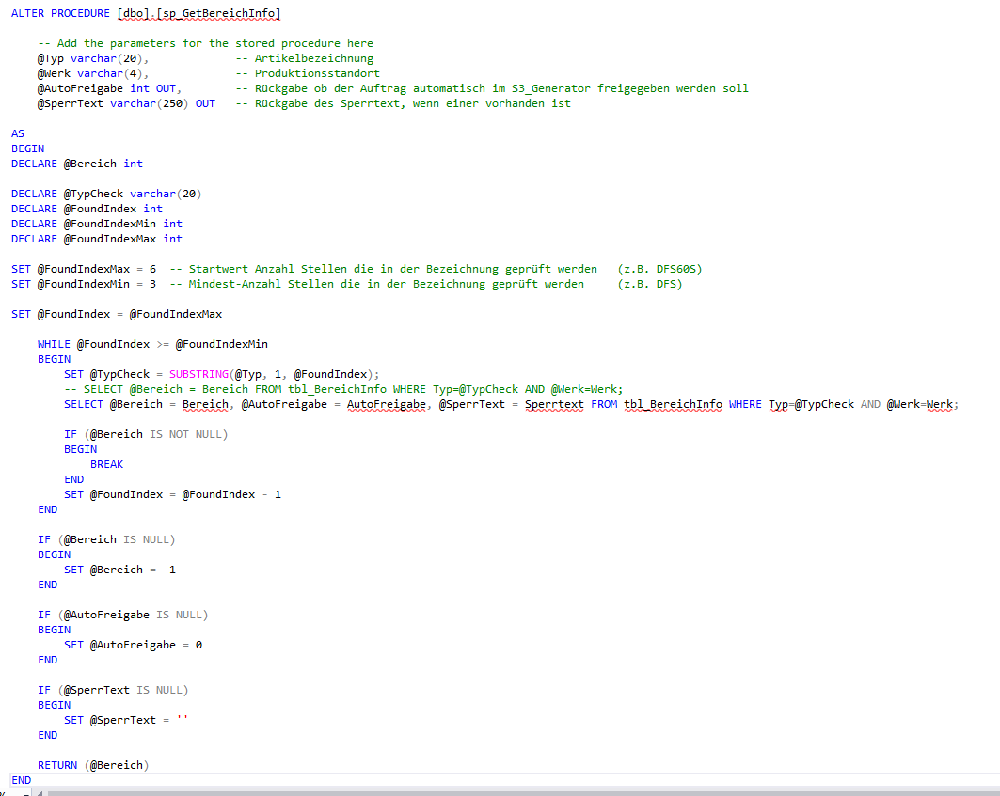 ALTER PROCEDURE [dbo].[sp_GetBereichInfo]
-- Add the parameters for the stored procedure here
@Typ varchar(20), -- Artikelbezeichnung
@Werk varchar(4), -- Produktionsstandort
@AutoFreigabe int OUT, -- Rückgabe ob der Auftrag automatisch im S3_Generator freigegeben werden soll
@SperrText varchar(250) OUT -- Rückgabe des Sperrtext, wenn einer vorhanden ist
AS
BEGIN
DECLARE @Bereich int
DECLARE @TypCheck varchar(20)
DECLARE @FoundIndex int
DECLARE @FoundIndexMin int
DECLARE @FoundIndexMax int
SET @FoundIndexMax = 6 -- Startwert Anzahl Stellen die in der Bezeichnung geprüft werden (z.B. DFS60S)
SET @FoundIndexMin = 3 -- Mindest-Anzahl Stellen die in der Bezeichnung geprüft werden (z.B. DFS)
SET @FoundIndex = @FoundIndexMax
WHILE @FoundIndex >= @FoundIndexMin
BEGIN
SET @TypCheck = SUBSTRING(@Typ, 1, @FoundIndex);
-- SELECT @Bereich = Bereich FROM tbl_BereichInfo WHERE Typ=@TypCheck AND @Werk=Werk;
SELECT @Bereich = Bereich, @AutoFreigabe = AutoFreigabe, @SperrText = Sperrtext FROM tbl_BereichInfo WHERE Typ=@TypCheck AND @Werk=Werk;
IF (@Bereich IS NOT NULL)
BEGIN
BREAK
END
SET @FoundIndex = @FoundIndex - 1
END
IF (@Bereich IS NULL)
BEGIN
SET @Bereich = -1
END
IF (@AutoFreigabe IS NULL)
BEGIN
SET @AutoFreigabe = 0
END
IF (@SperrText IS NULL)
BEGIN
SET @SperrText = ''
END
RETURN (@Bereich)
END